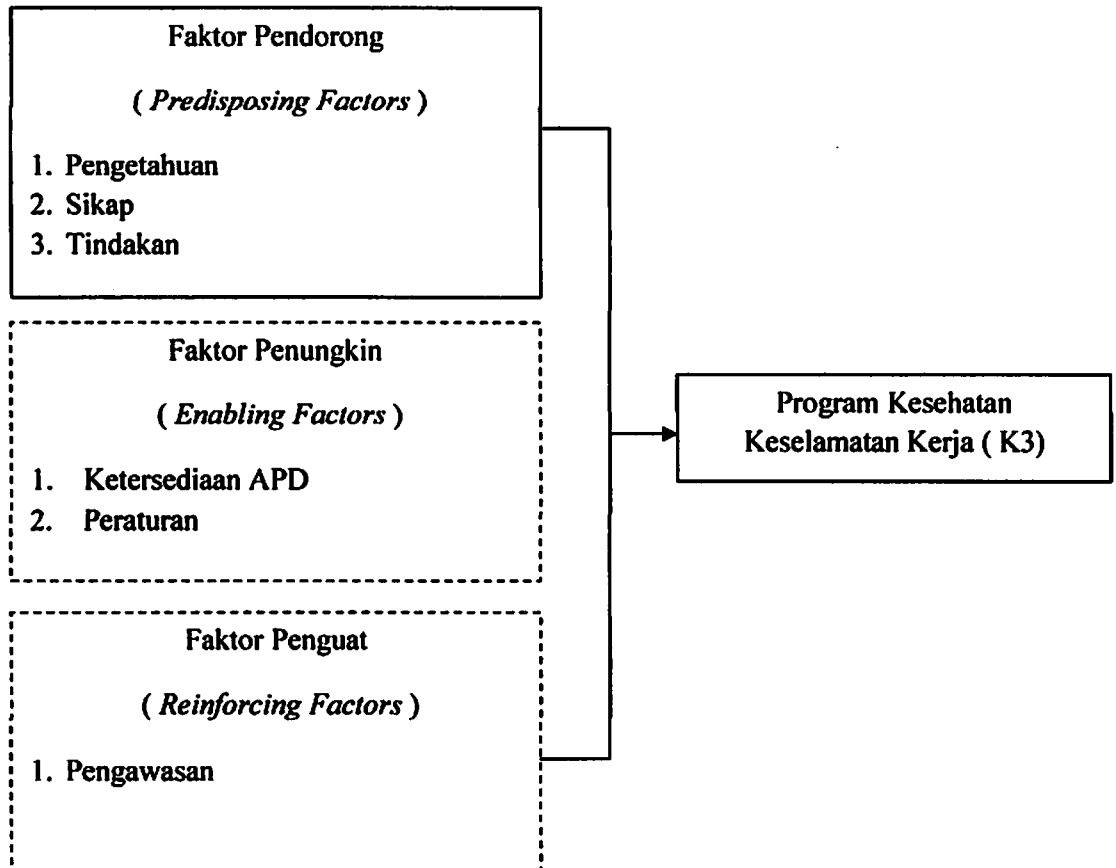 Faktor Pendorong
( Predisposing Factors )
1. Pengetahuan
2. Sikap
3. Tindakan
Faktor Penungkin
( Enabling Factors )
1. Ketersediaan APD
2. Peraturan
Faktor Penguat
( Reinforcing Factors )
1. Pengawasan
Program Kesehatan
Keselamatan Kerja ( K3)